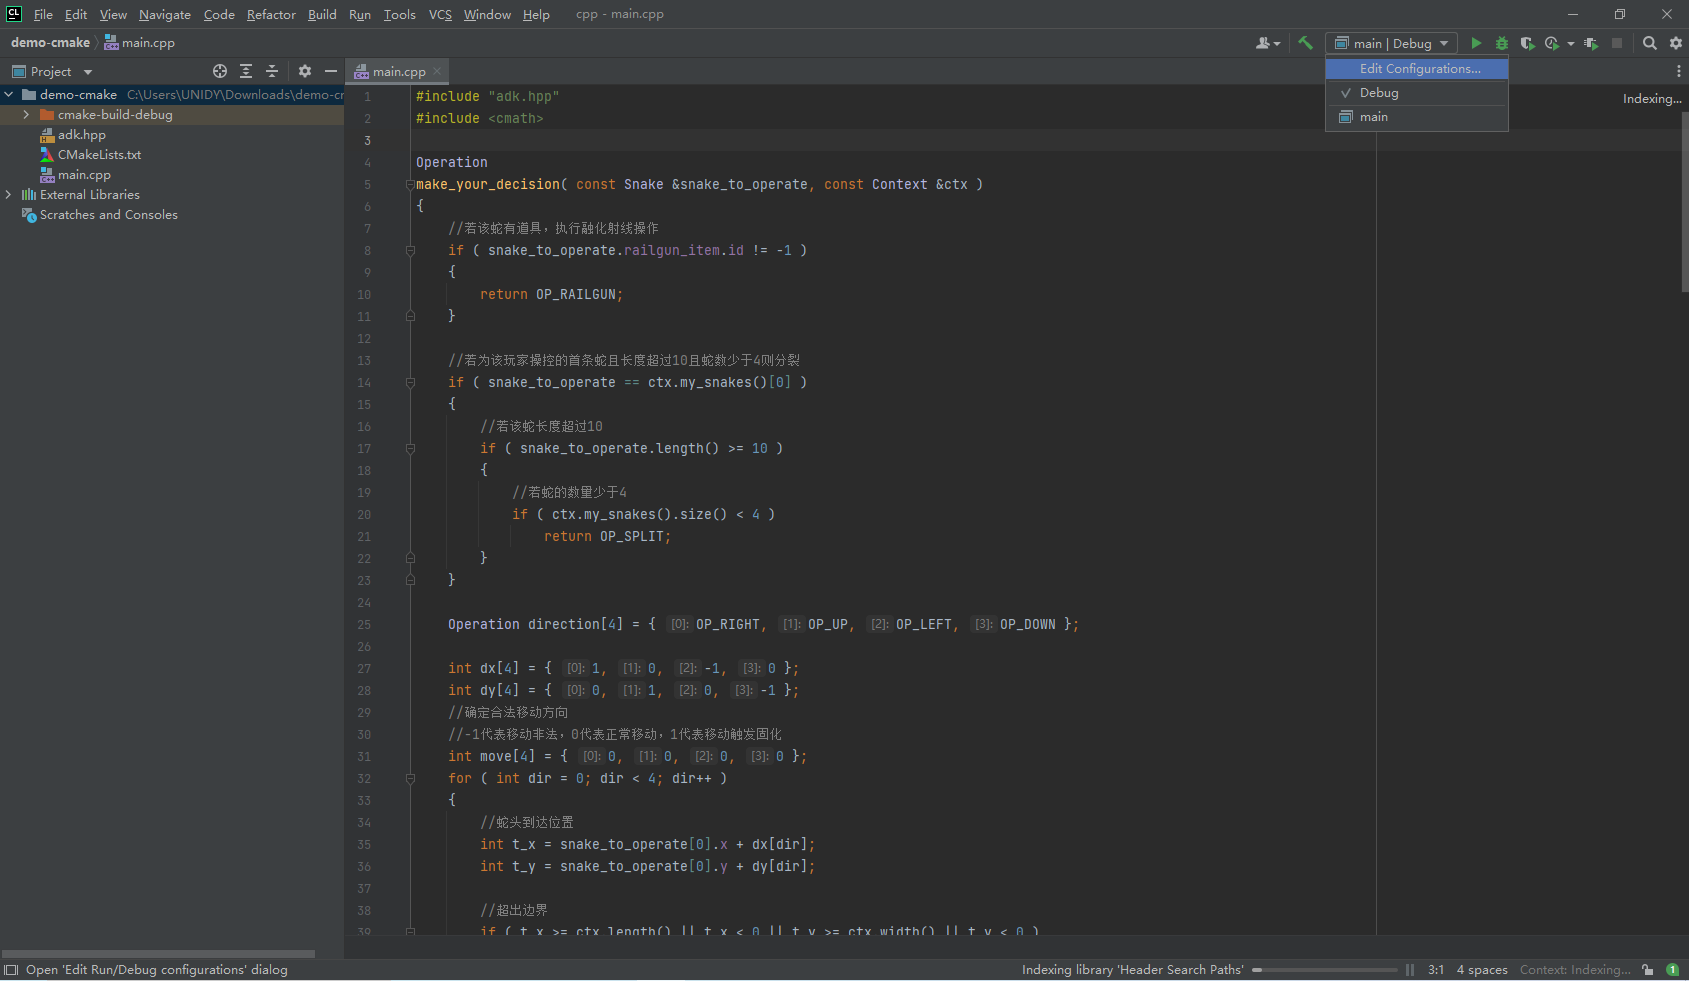 CL File Edit View Navigate Code Refactor Build Run Tools VCS Window Help cpp - main.cpp
demo-cmake main.cpp main | Debug
Project main.cpp Edit Configurations...
demo-cmake C:\Users\UNIDY\Downloads\demo-cr
Debug
Indexing...
main
cmake-build-debug
adk.hpp
CMakeLists.txt
main.cpp
External Libraries
Scratches and Consoles
1 #include "adk.hpp"
2 #include <cmath>
3
4 Operation
5 make_your_decision( const Snake &snake_to_operate, const Context &ctx )
6 {
7 //若该蛇有道具，执行融化射线操作
8 if ( snake_to_operate.railgun_item.id != -1 )
9 {
10 return OP_RAILGUN;
11 }
12
13 //若为该玩家操控的首条蛇且长度超过10且蛇数少于4则分裂
14 if ( snake_to_operate == ctx.my_snakes()[0] )
15 {
16 //若该蛇长度超过10
17 if ( snake_to_operate.length() >= 10 )
18 {
19 //若蛇的数量少于4
20 if ( ctx.my_snakes().size() < 4 )
21 return OP_SPLIT;
22 }
23 }
24
25 Operation direction[4] = { [0]: OP_RIGHT, [1]: OP_UP, [2]: OP_LEFT, [3]: OP_DOWN };
26
27 int dx[4] = { [0]: 1, [1]: 0, [2]: -1, [3]: 0 };
28 int dy[4] = { [0]: 0, [1]: 1, [2]: 0, [3]: -1 };
29 //确定合法移动方向
30 //-1代表移动非法，0代表正常移动，1代表移动触发固化
31 int move[4] = { [0]: 0, [1]: 0, [2]: 0, [3]: 0 };
32 for ( int dir = 0; dir < 4; dir++ )
33 {
34 //蛇头到达位置
35 int t_x = snake_to_operate[0].x + dx[dir];
36 int t_y = snake_to_operate[0].y + dy[dir];
37
38 //超出边界
39 if ( t_x >= ctx.length() || t_x < 0 || t_y >= ctx.width() || t_y < 0 )
Open 'Edit Run/Debug configurations' dialog Indexing library 'Header Search Paths' 3:1 4 spaces Context: Indexing... 1